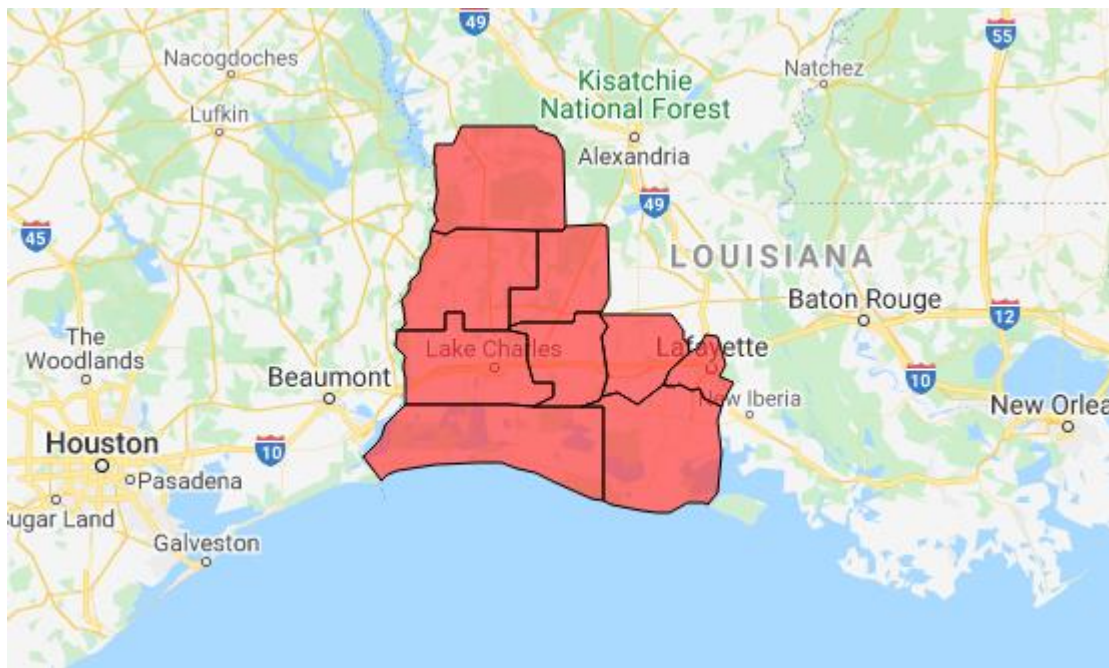 49
55
Nacogdoches
Lufkin
Natchez
Kisatchie
National Forest
Alexandria
49
45
LOUISIANA
Baton Rouge
12
The
Woodlands
Lake Charles
Lafayette
Beaumont
10
New Iberia
New Orlea
Houston
10
Pasadena
ugar Land
Galveston